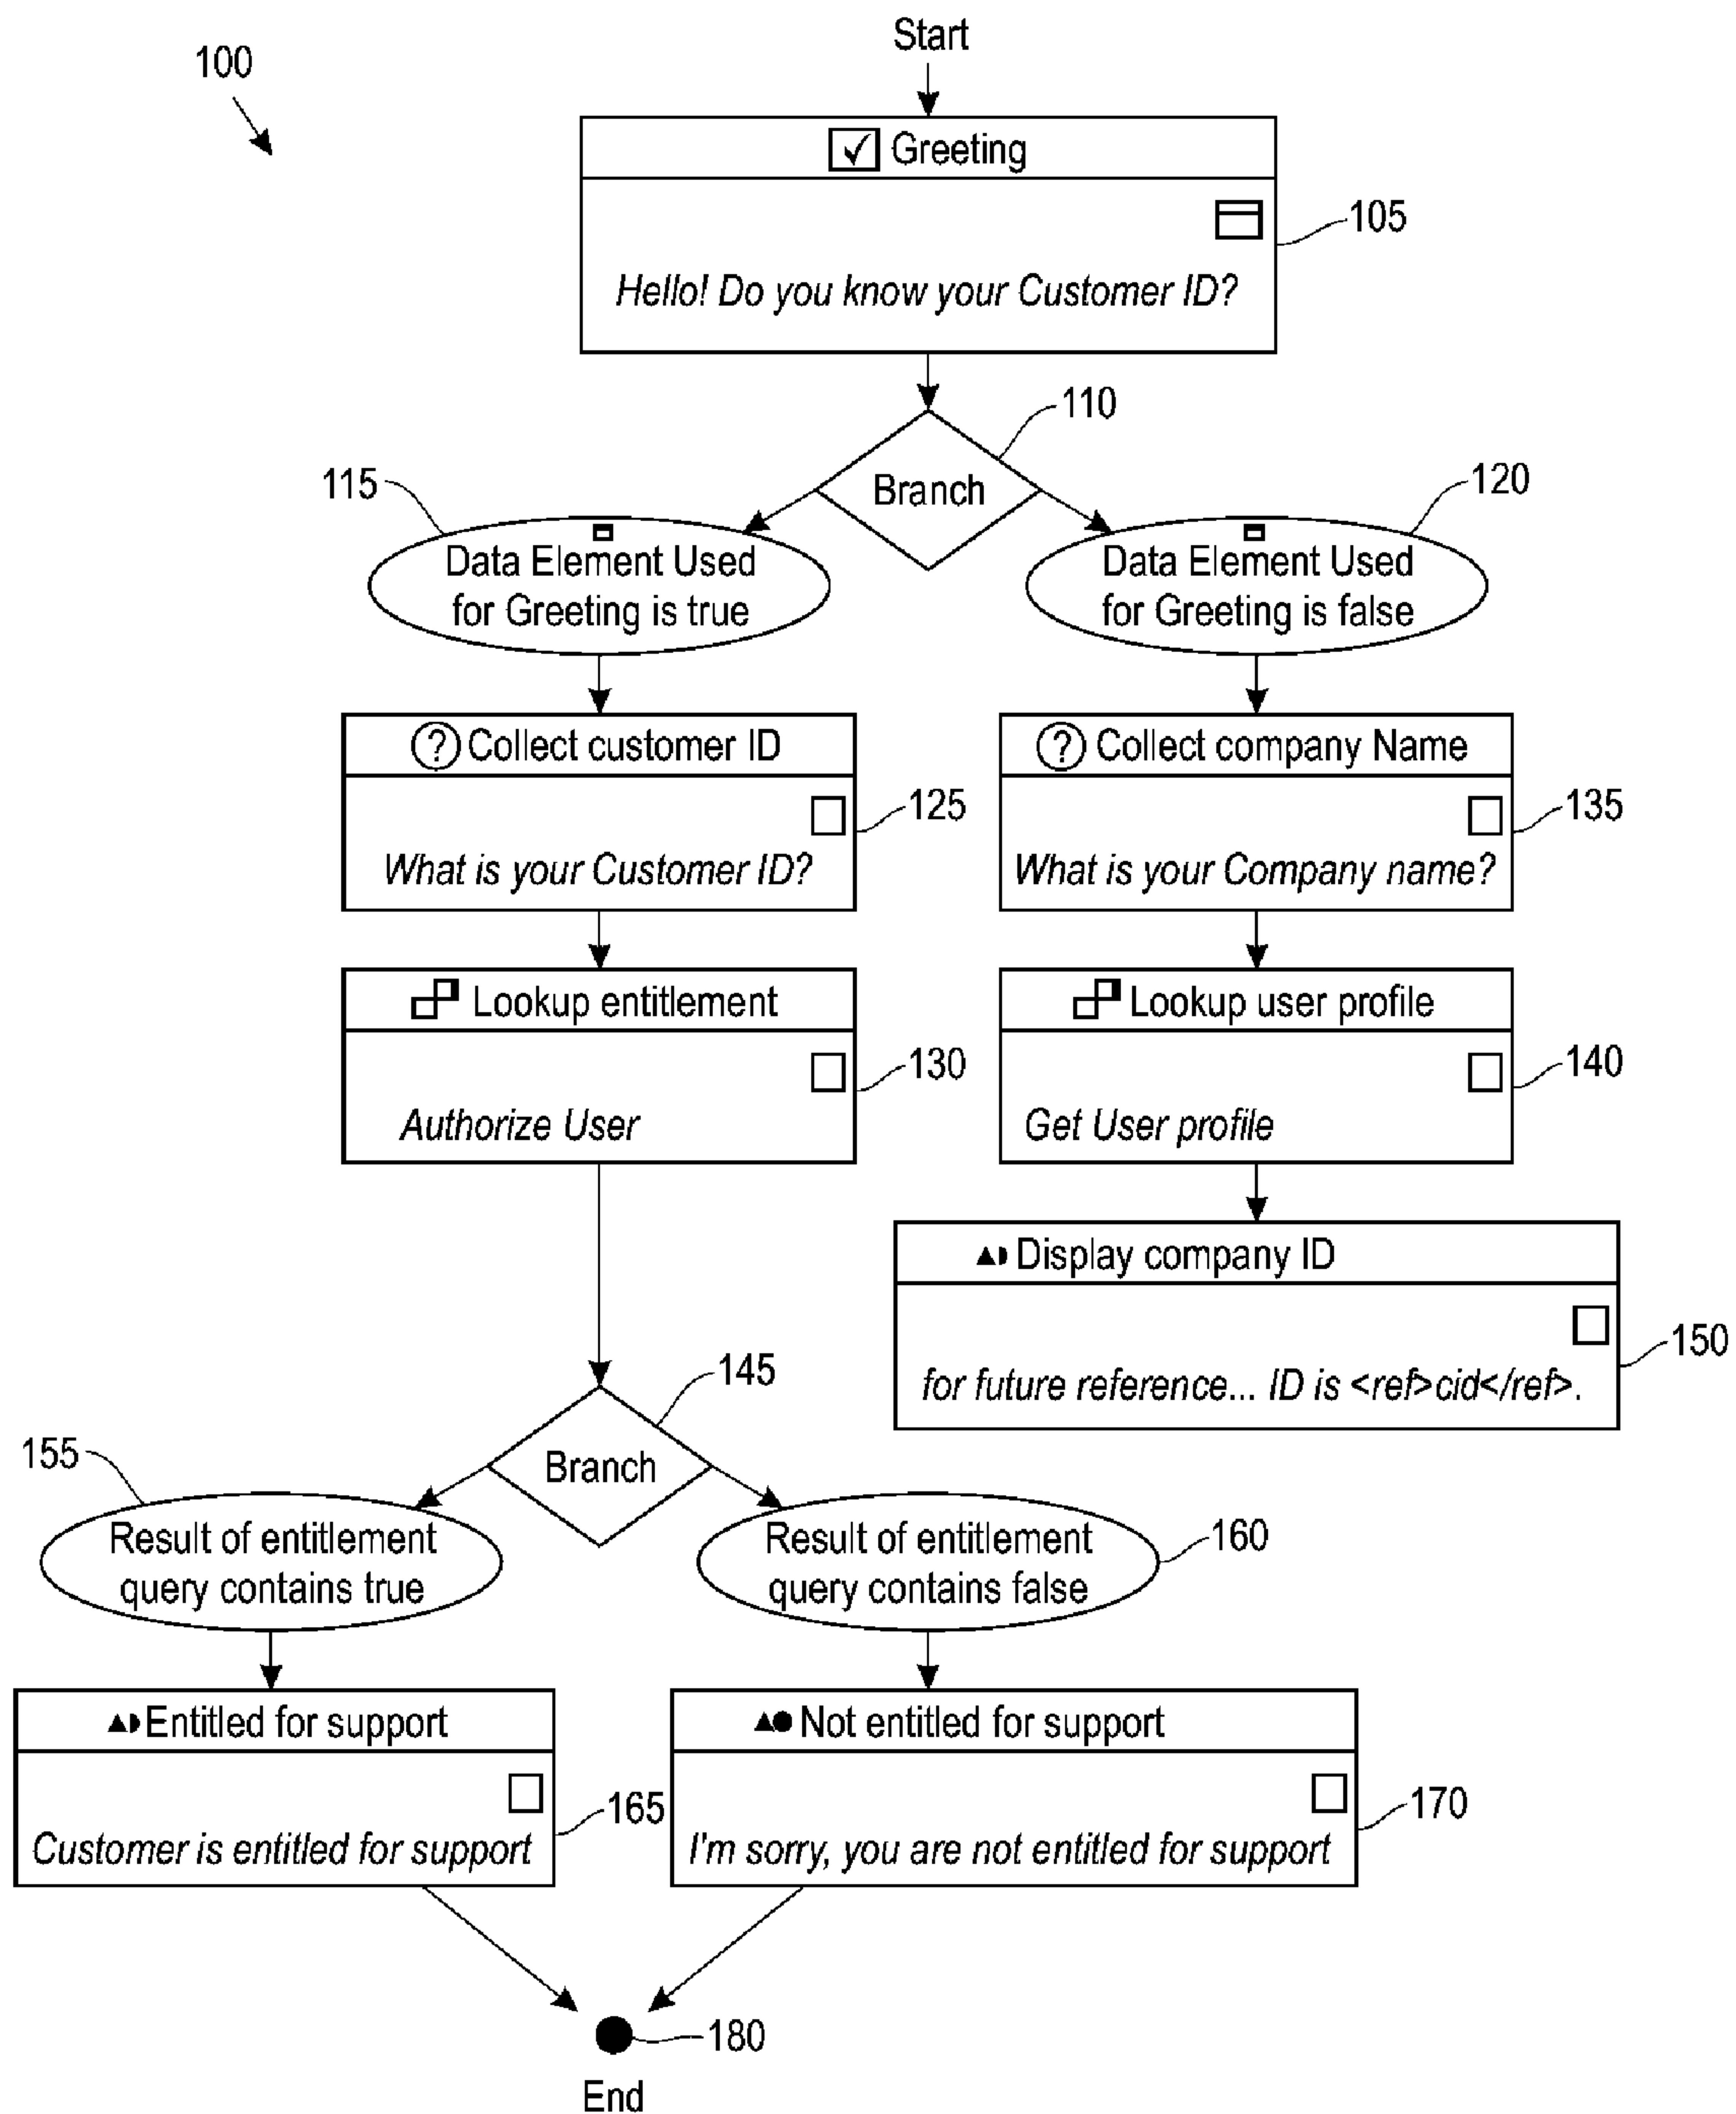 Start
100
Greeting
105
Hello! Do you know your Customer ID?
110
Branch
115
120
Data Element Used
for Greeting is true
Data Element Used
for Greeting is false
Collect customer ID
125
What is your Customer ID?
Collect company Name
135
What is your Company name?
Lookup entitlement
130
Authorize User
Lookup user profile
140
Get User profile
Display company ID
150
for future reference... ID is <ref>cid</ref>.
145
Branch
155
Result of entitlement
query contains true
160
Result of entitlement
query contains false
Entitled for support
165
Customer is entitled for support
Not entitled for support
170
I'm sorry, you are not entitled for support
180
End